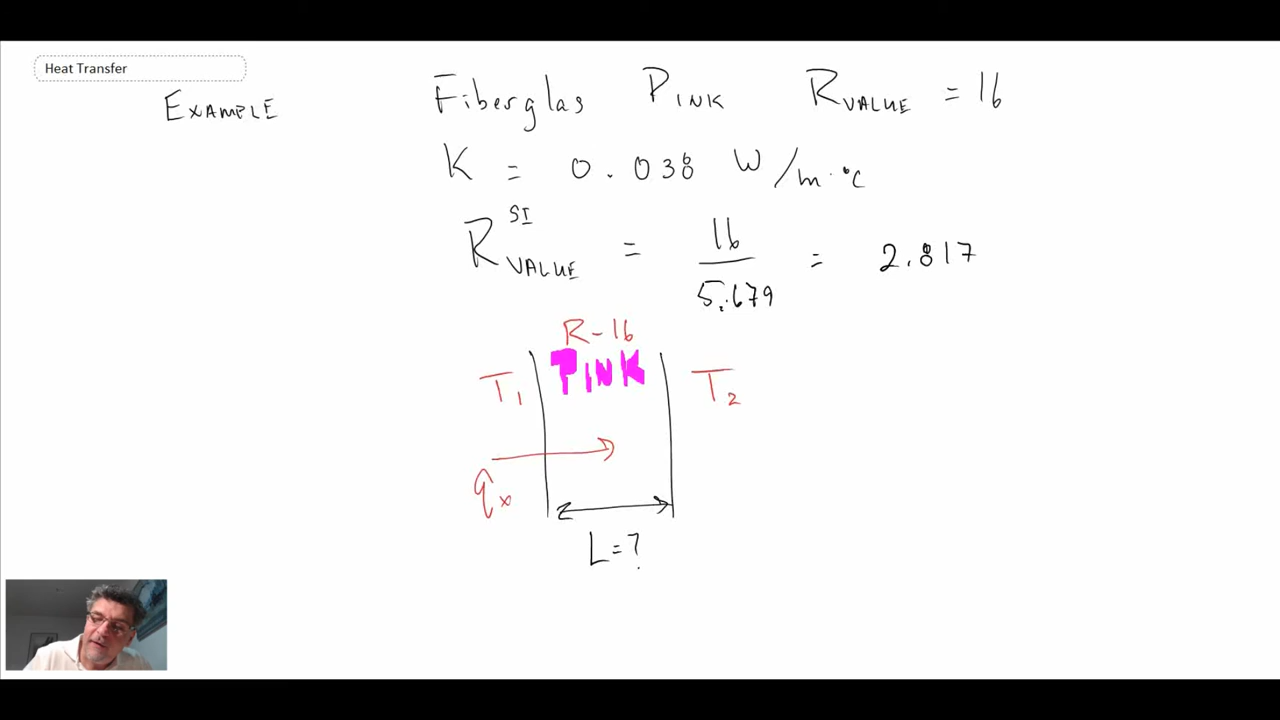 Heat Transfer
EXAMPLE
Fiberglas PINK RVALUE = 16
K = 0.038 W/m·°C
R SI VALUE = 16 / 5.679 = 2.817
R-16
T1 PINK T2
qx
L=?